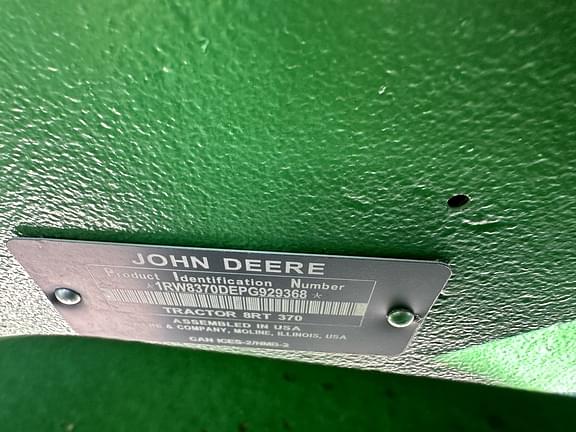 JOHN DEERE
Product Identification Number
*1RW8370DEPG929368*
TRACTOR 8RT 370
ASSEMBLED IN USA
& COMPANY, MOLINE, ILLINOIS, USA
CAN ICES-2/NMB-2